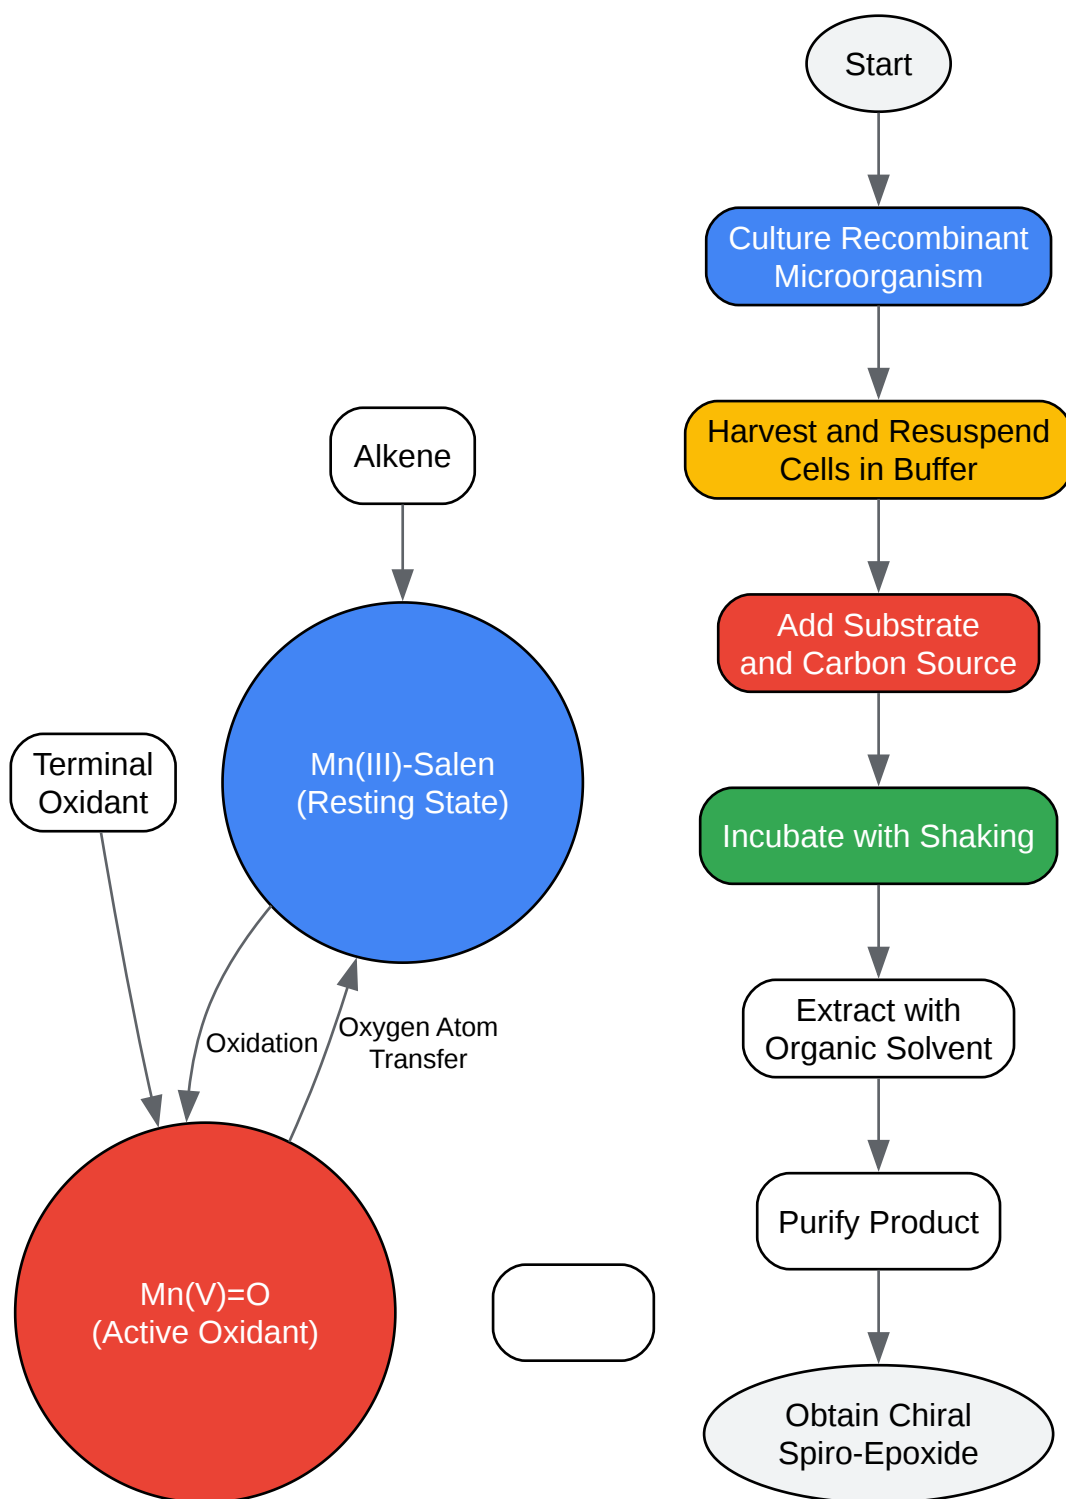 Start
Culture Recombinant
Microorganism
Harvest and Resuspend
Cells in Buffer
Add Substrate
and Carbon Source
Incubate with Shaking
Extract with
Organic Solvent
Purify Product
Obtain Chiral
Spiro-Epoxide
Alkene
Mn(III)-Salen
(Resting State)
Terminal
Oxidant
Oxidation
Oxygen Atom
Transfer
Mn(V)=O
(Active Oxidant)